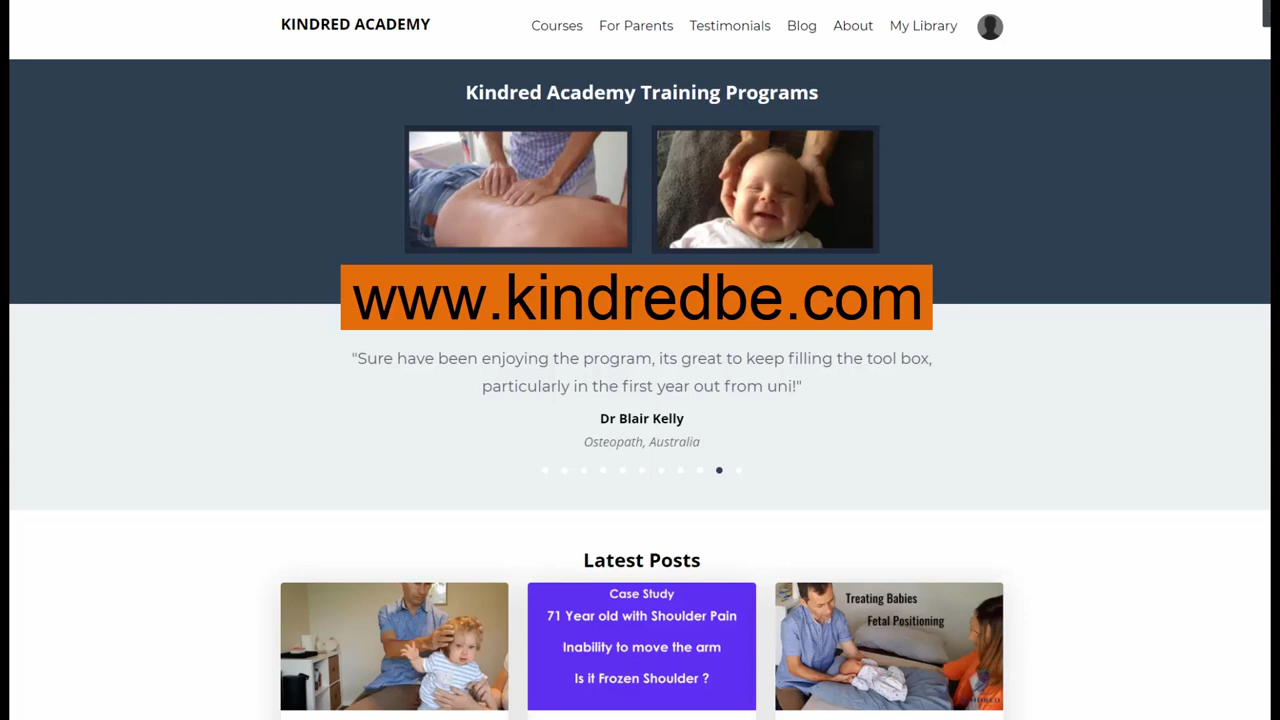 KINDRED ACADEMY
Courses For Parents Testimonials Blog About My Library
Kindred Academy Training Programs
www.kindredbe.com
"Sure have been enjoying the program, its great to keep filling the tool box,
particularly in the first year out from uni!"
Dr Blair Kelly
Osteopath, Australia
Latest Posts
Case Study
71 Year old with Shoulder Pain
Inability to move the arm
Is it Frozen Shoulder ?
Treating Babies
Fetal Positioning